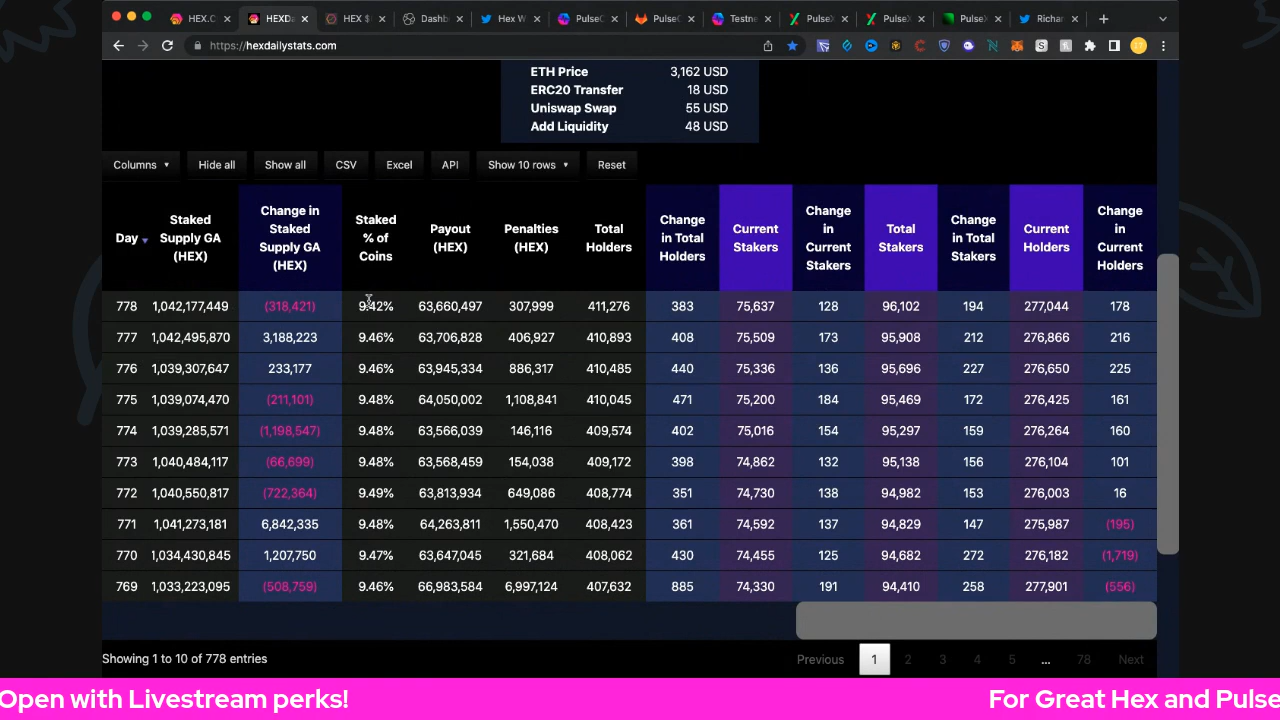 HEX.C
HEXDa
HEX $
Dashb
Hex W
PulseC
PulseC
Testne
PulseX
PulseX
PulseX
Richar
https://hexdailystats.com
ETH Price 3,162 USD
ERC20 Transfer 18 USD
Uniswap Swap 55 USD
Add Liquidity 48 USD
Columns Hide all Show all CSV Excel API Show 10 rows Reset
Day Staked Supply GA (HEX) Change in Staked Supply GA (HEX) Staked % of Coins Payout (HEX) Penalties (HEX) Total Holders Change in Total Holders Current Stakers Change in Current Stakers Total Stakers Change in Total Stakers Current Holders Change in Current Holders
778 1,042,177,449 (318,421) 9.42% 63,660,497 307,999 411,276 383 75,637 128 96,102 194 277,044 178
777 1,042,495,870 3,188,223 9.46% 63,706,828 406,927 410,893 408 75,509 173 95,908 212 276,866 216
776 1,039,307,647 233,177 9.46% 63,945,334 886,317 410,485 440 75,336 136 95,696 227 276,650 225
775 1,039,074,470 (211,101) 9.48% 64,050,002 1,108,841 410,045 471 75,200 184 95,469 172 276,425 161
774 1,039,285,571 (1,198,547) 9.48% 63,566,039 146,116 409,574 402 75,016 154 95,297 159 276,264 160
773 1,040,484,117 (66,699) 9.48% 63,568,459 154,038 409,172 398 74,862 132 95,138 156 276,104 101
772 1,040,550,817 (722,364) 9.49% 63,813,934 649,086 408,774 351 74,730 138 94,982 153 276,003 16
771 1,041,273,181 6,842,335 9.48% 64,263,811 1,550,470 408,423 361 74,592 137 94,829 147 275,987 (195)
770 1,034,430,845 1,207,750 9.47% 63,647,045 321,684 408,062 430 74,455 125 94,682 272 276,182 (1,719)
769 1,033,223,095 (508,759) 9.46% 66,983,584 6,997,124 407,632 885 74,330 191 94,410 258 277,901 (556)
Showing 1 to 10 of 778 entries
Previous 1 2 3 4 5 ... 78 Next
Open with Livestream perks! For Great Hex and Pulse